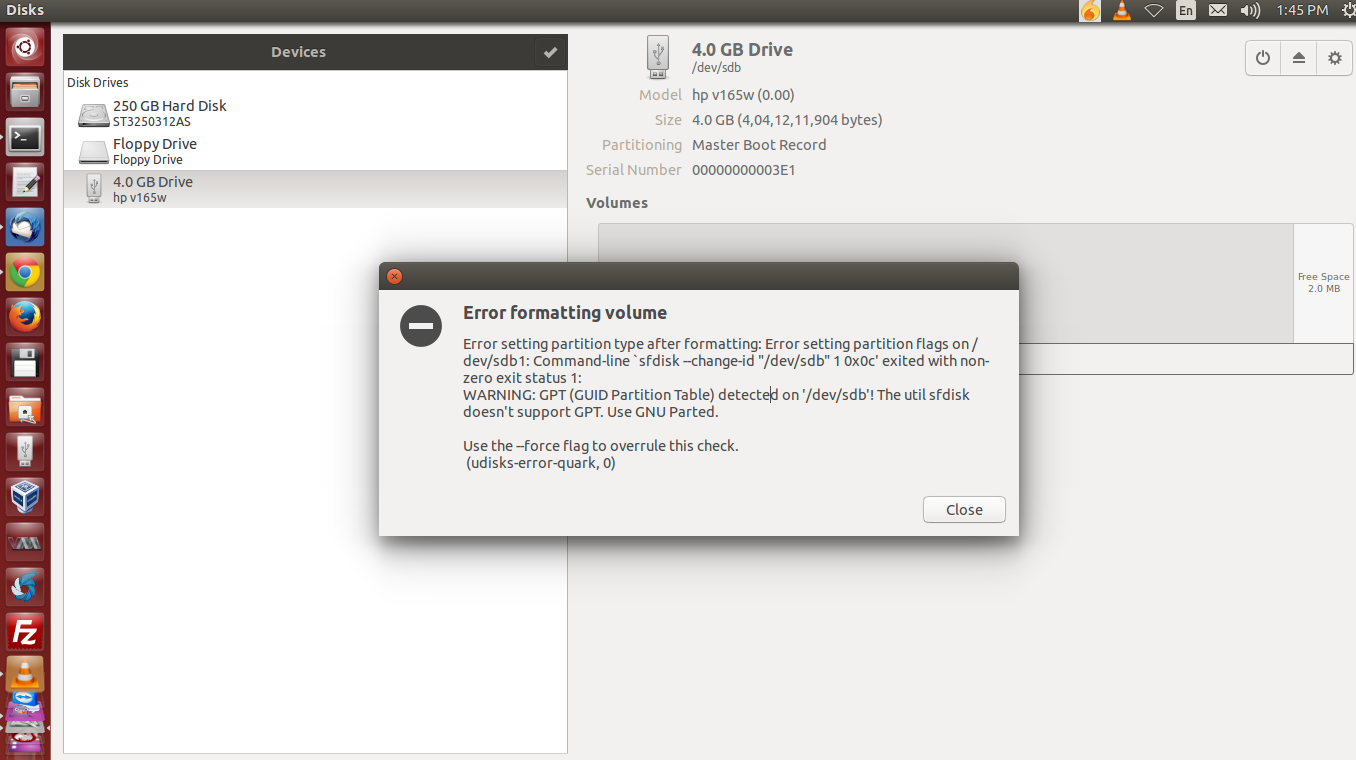 Disks
En
1:45 PM
Devices
Disk Drives
250 GB Hard Disk
ST3250312AS
Floppy Drive
Floppy Drive
4.0 GB Drive
hp v165w
4.0 GB Drive
/dev/sdb
Model hp v165w (0.00)
Size 4.0 GB (4,04,12,11,904 bytes)
Partitioning Master Boot Record
Serial Number 00000000003E1
Volumes
Free Space
2.0 MB
Error formatting volume
Error setting partition type after formatting: Error setting partition flags on /
dev/sdb1: Command-line `sfdisk --change-id "/dev/sdb" 1 0x0c' exited with non-
zero exit status 1:
WARNING: GPT (GUID Partition Table) detected on '/dev/sdb'! The util sfdisk
doesn't support GPT. Use GNU Parted.
Use the --force flag to overrule this check.
(udisks-error-quark, 0)
Close